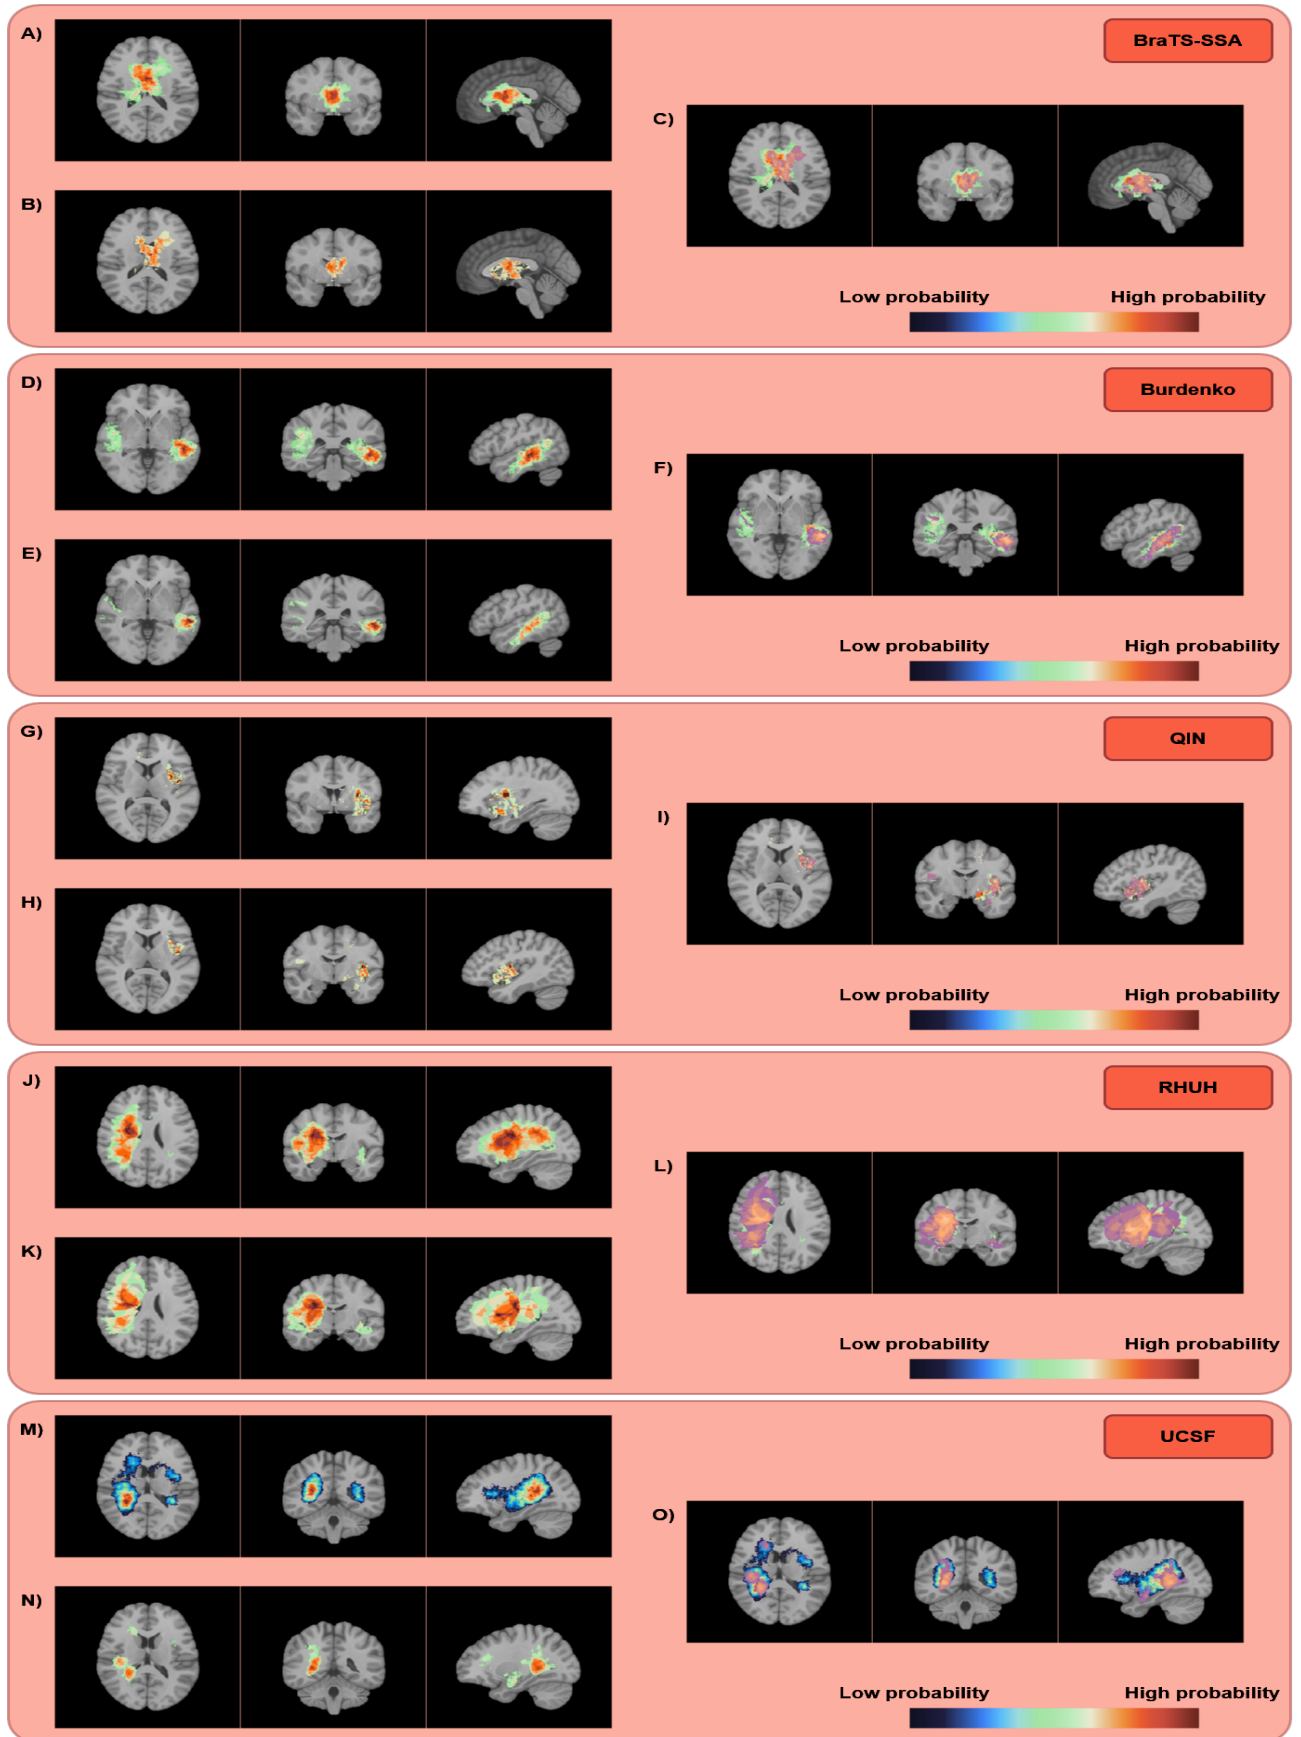 A)
BraTS-SSA
C)
B)
Low probability High probability
D)
Burdenko
F)
E)
Low probability High probability
G)
QIN
I)
H)
Low probability High probability
J)
RHUH
L)
K)
Low probability High probability
M)
UCSF
O)
N)
Low probability High probability